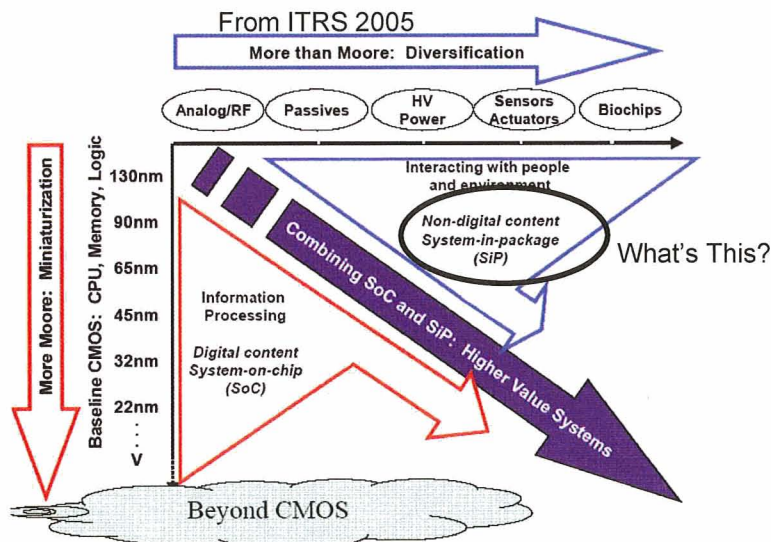 From ITRS 2005
More than Moore: Diversification
Analog/RF
Passives
HV
Power
Sensors
Actuators
Biochips
More Moore: Miniaturization
Baseline CMOS: CPU, Memory, Logic
130nm
90nm
65nm
45nm
32nm
22nm
.
.
.
.
V
Interacting with people
and environment
Non-digital content
System-in-package
(SiP)
What's This?
Combining SoC and SiP: Higher Value Systems
Information
Processing
Digital content
System-on-chip
(SoC)
Beyond CMOS